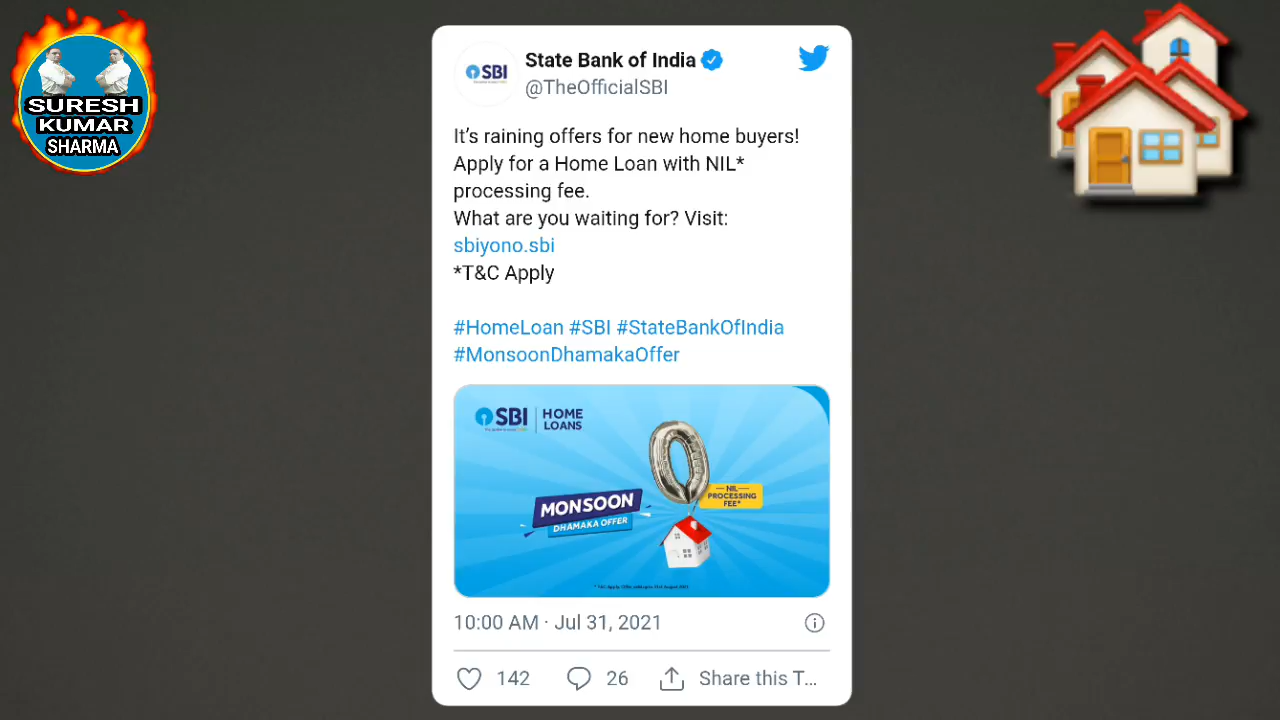 SURESH
KUMAR
SHARMA
SBI
State Bank of India
@TheOfficialSBI
It's raining offers for new home buyers!
Apply for a Home Loan with NIL*
processing fee.
What are you waiting for? Visit:
sbiyono.sbi
*T&C Apply
#HomeLoan #SBI #StateBankOfIndia
#MonsoonDhamakaOffer
SBI
HOME
LOANS
0
NIL
PROCESSING
FEE*
MONSOON
DHAMAKA OFFER
10:00 AM · Jul 31, 2021
142
26
Share this T...